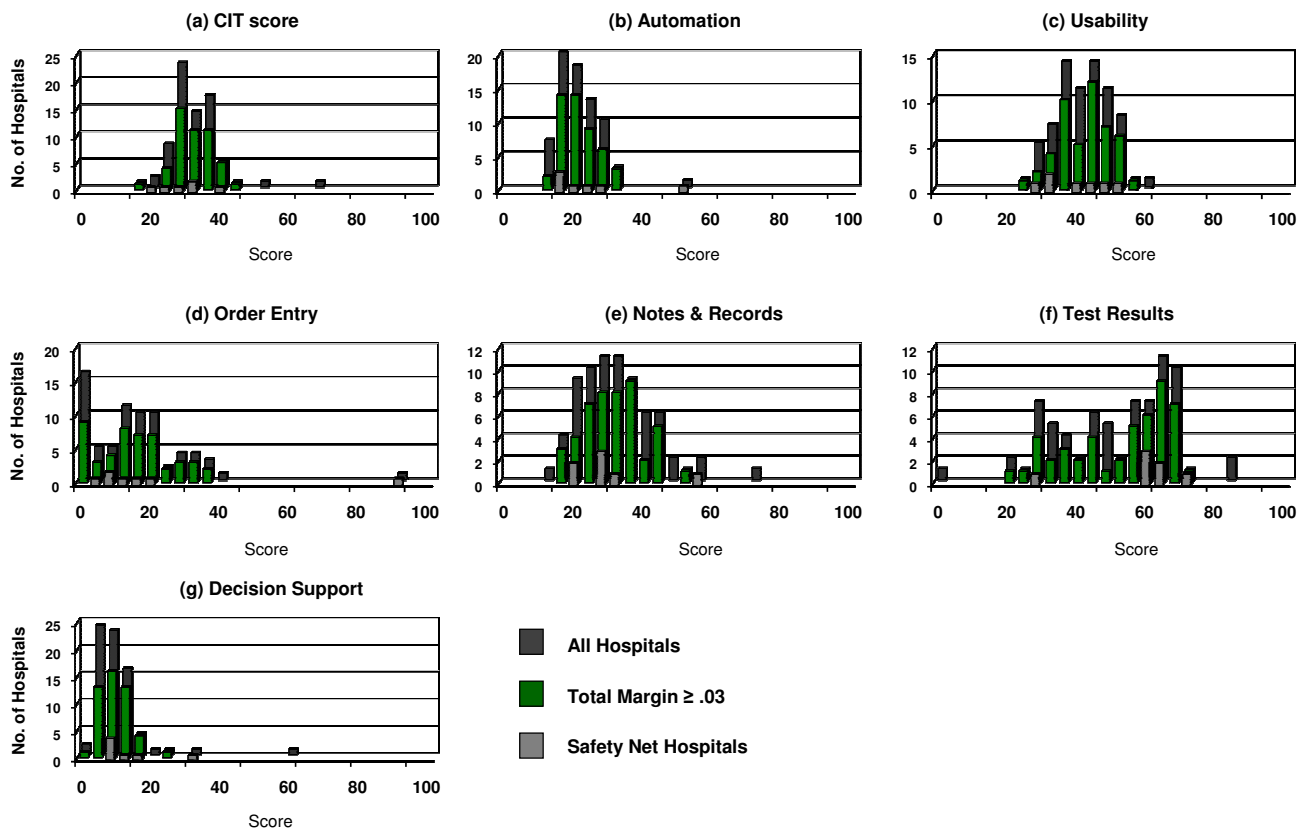 (a) CIT score
(b) Automation
(c) Usability
No. of Hospitals
25
20
15
10
5
0
0 20 40 60 80 100
Score
20
15
10
5
0
0 20 40 60 80 100
Score
15
10
5
0
0 20 40 60 80 100
Score
(d) Order Entry
(e) Notes & Records
(f) Test Results
No. of Hospitals
20
15
10
5
0
0 20 40 60 80 100
Score
12
10
8
6
4
2
0
0 20 40 60 80 100
Score
12
10
8
6
4
2
0
0 20 40 60 80 100
Score
(g) Decision Support
No. of Hospitals
25
20
15
10
5
0
0 20 40 60 80 100
Score
All Hospitals
Total Margin ≥ .03
Safety Net Hospitals